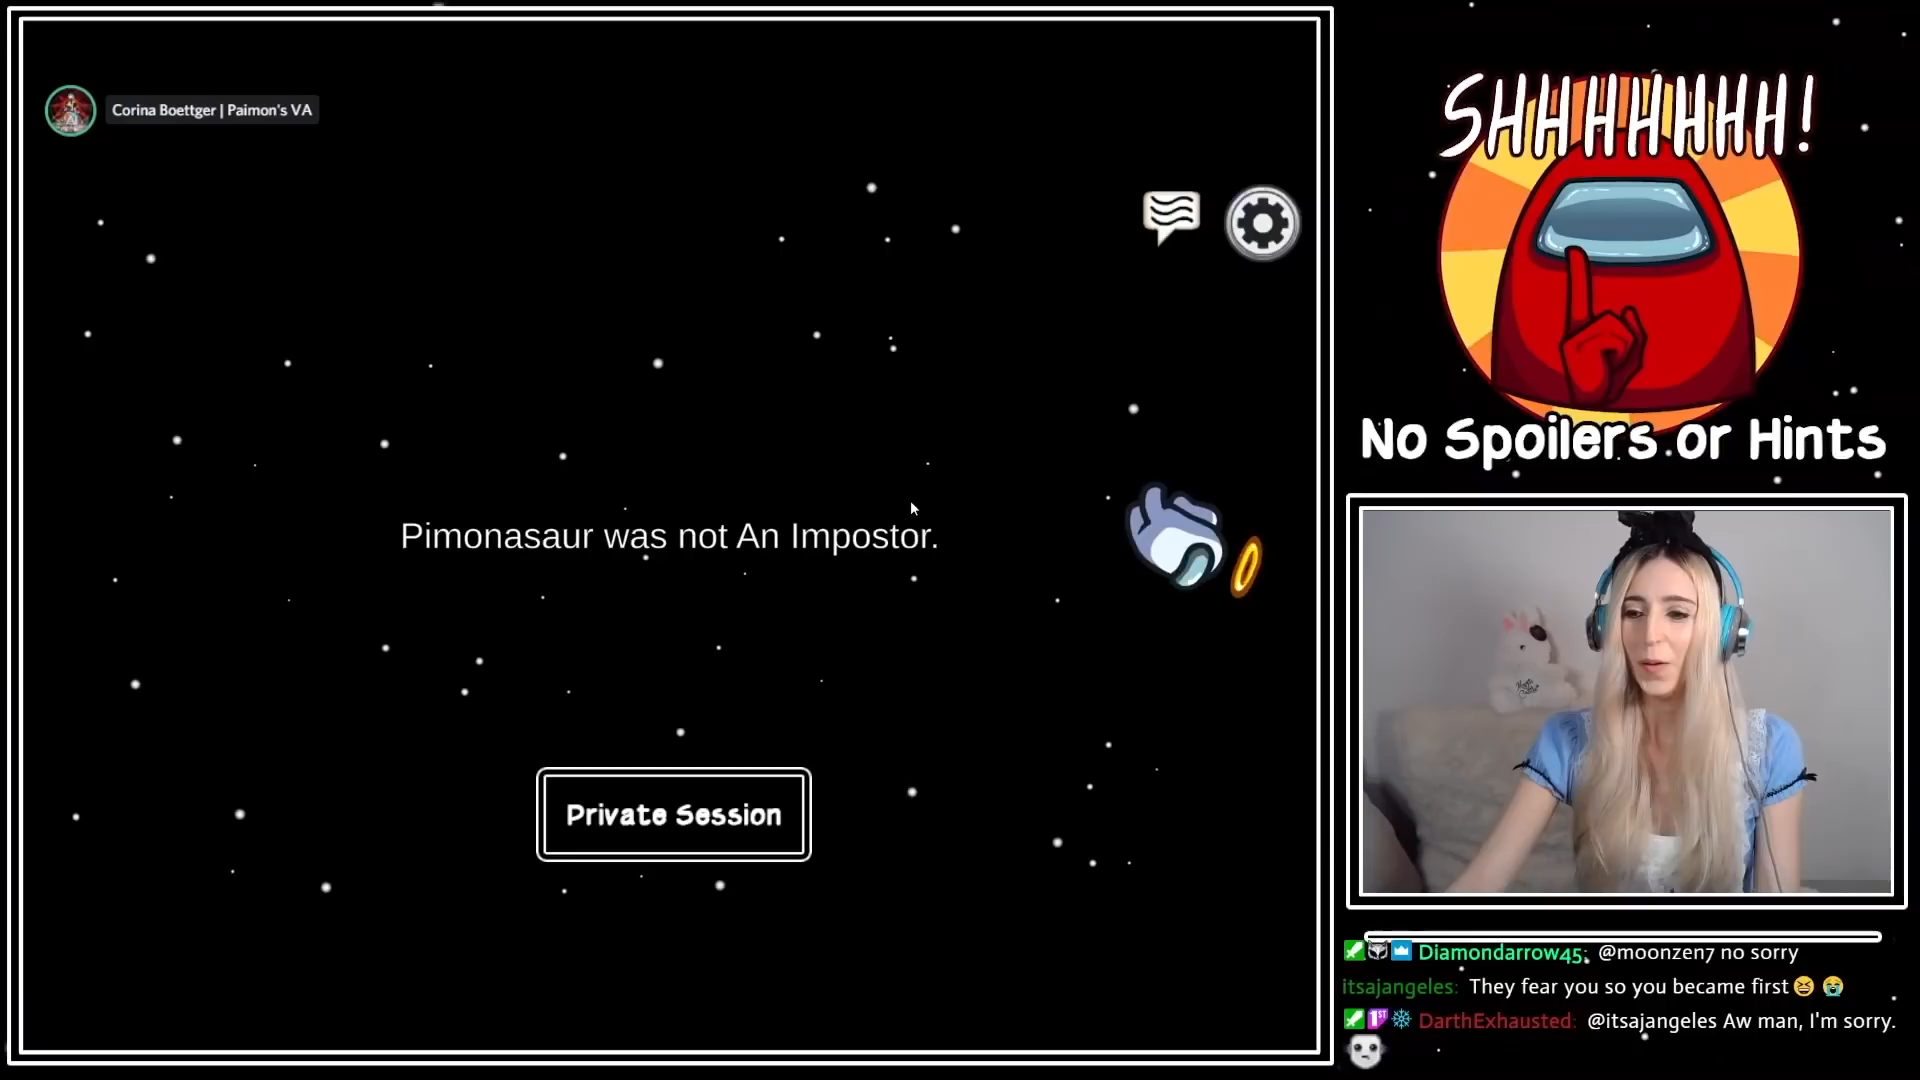 Corina Boettger | Paimon's VA
Pimonasaur was not An Impostor.
Private Session
SHHHHHHH!
No Spoilers or Hints
Diamondarrow45: @moonzen7 no sorry
itsajangeles: They fear you so you became first😆 😭
1ST DarthExhausted: @itsajangeles Aw man, I'm sorry.